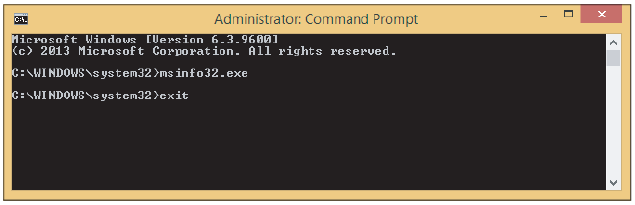 Administrator: Command Prompt
Microsoft Windows [Version 6.3.9600]
(c) 2013 Microsoft Corporation. All rights reserved.
C:\WINDOWS\system32>msinfo32.exe
C:\WINDOWS\system32>exit